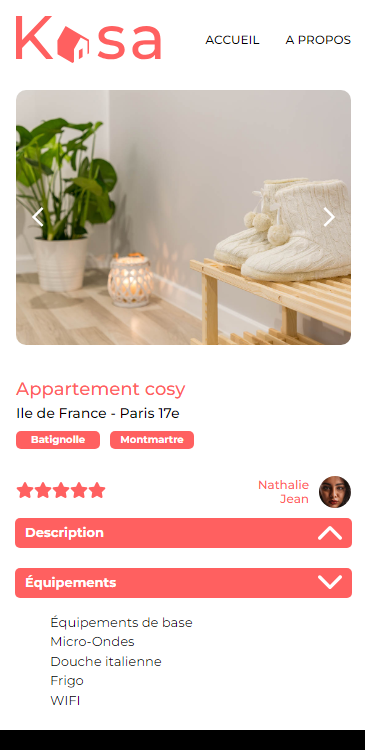 Kasa
ACCUEIL A PROPOS
Appartement cosy
Ile de France - Paris 17e
Batignolle Montmartre
Nathalie
Jean
Description
Équipements
Équipements de base
Micro-Ondes
Douche italienne
Frigo
WIFI